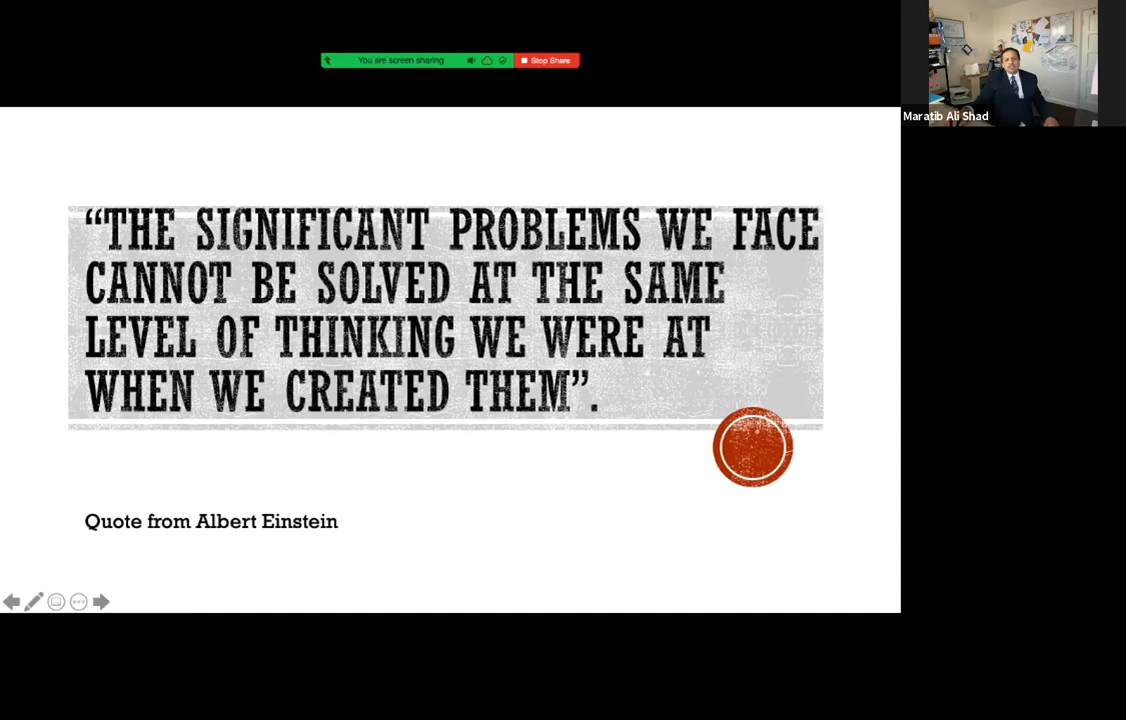 You are screen sharing
Stop Share
Maratib Ali Shad
“THE SIGNIFICANT PROBLEMS WE FACE
CANNOT BE SOLVED AT THE SAME
LEVEL OF THINKING WE WERE AT
WHEN WE CREATED THEM”.
Quote from Albert Einstein